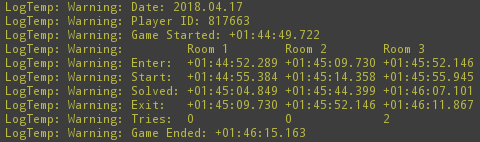 LogTemp: Warning: Date: 2018.04.17
LogTemp: Warning: Player ID: 817663
LogTemp: Warning: Game Started: +01:44:49.722
LogTemp: Warning:         Room 1        Room 2        Room 3
LogTemp: Warning: Enter:  +01:44:52.289 +01:45:09.730 +01:45:52.146
LogTemp: Warning: Start:  +01:44:55.384 +01:45:14.358 +01:45:55.945
LogTemp: Warning: Solved: +01:45:04.849 +01:45:44.399 +01:46:07.101
LogTemp: Warning: Exit:   +01:45:09.730 +01:45:52.146 +01:46:11.867
LogTemp: Warning: Tries:  0             0             2
LogTemp: Warning: Game Ended: +01:46:15.163